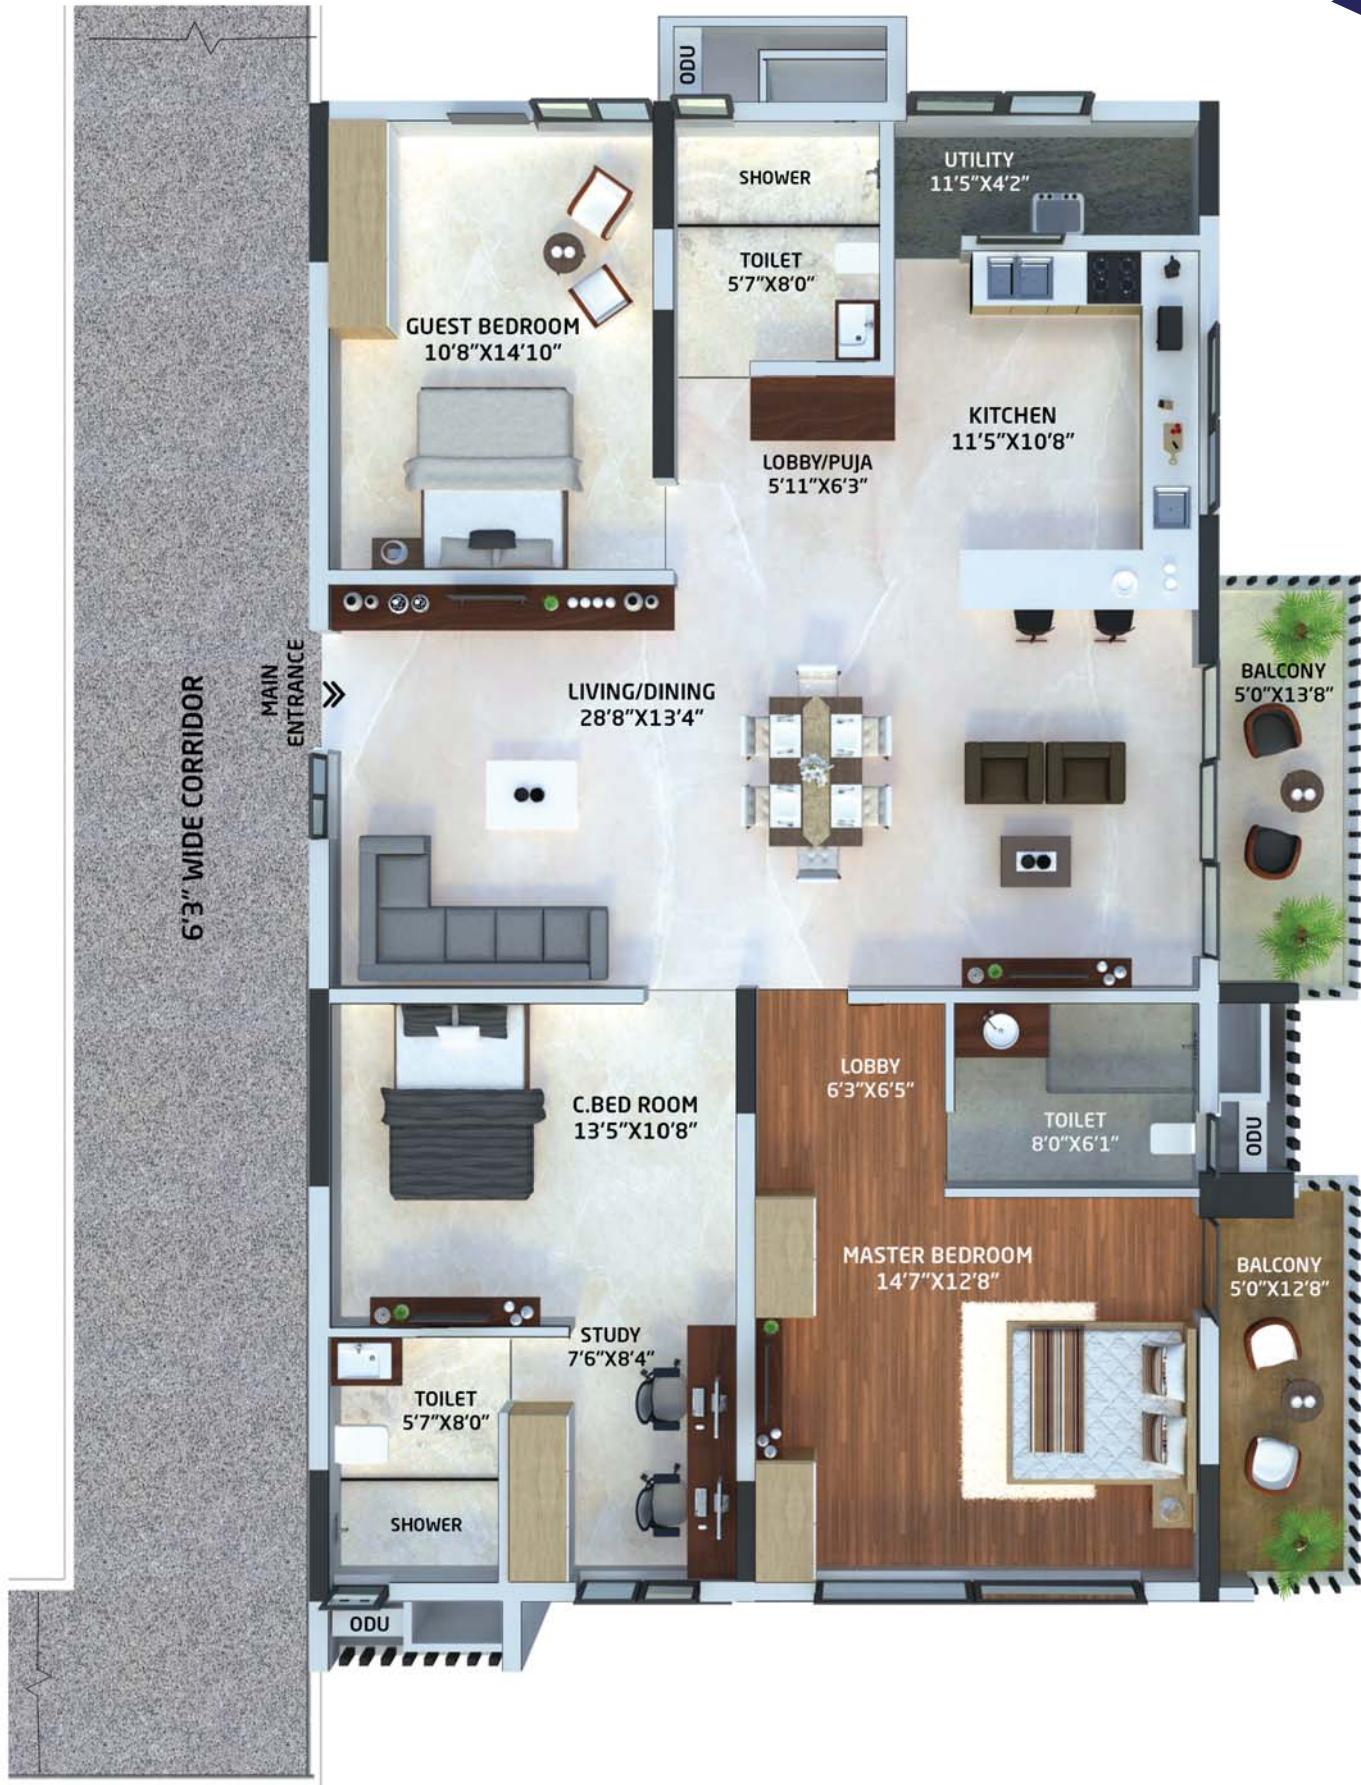 ODU
SHOWER
UTILITY
11'5"X4'2"
TOILET
5'7"X8'0"
GUEST BEDROOM
10'8"X14'10"
KITCHEN
11'5"X10'8"
LOBBY/PUJA
5'11"X6'3"
MAIN
ENTRANCE
6'3" WIDE CORRIDOR
LIVING/DINING
28'8"X13'4"
BALCONY
5'0"X13'8"
LOBBY
6'3"X6'5"
C.BED ROOM
13'5"X10'8"
TOILET
8'0"X6'1"
ODU
MASTER BEDROOM
14'7"X12'8"
BALCONY
5'0"X12'8"
STUDY
7'6"X8'4"
TOILET
5'7"X8'0"
SHOWER
ODU